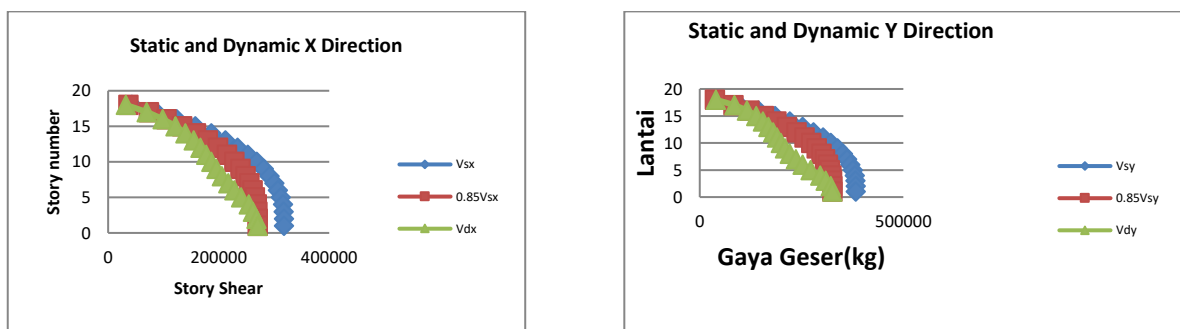 Static and Dynamic X Direction
Story number
20
15
10
5
0
0
200000
400000
Story Shear
Vsx
0.85Vsx
Vdx
Static and Dynamic Y Direction
Lantai
20
15
10
5
0
0
500000
Gaya Geser(kg)
Vsy
0.85Vsy
Vdy